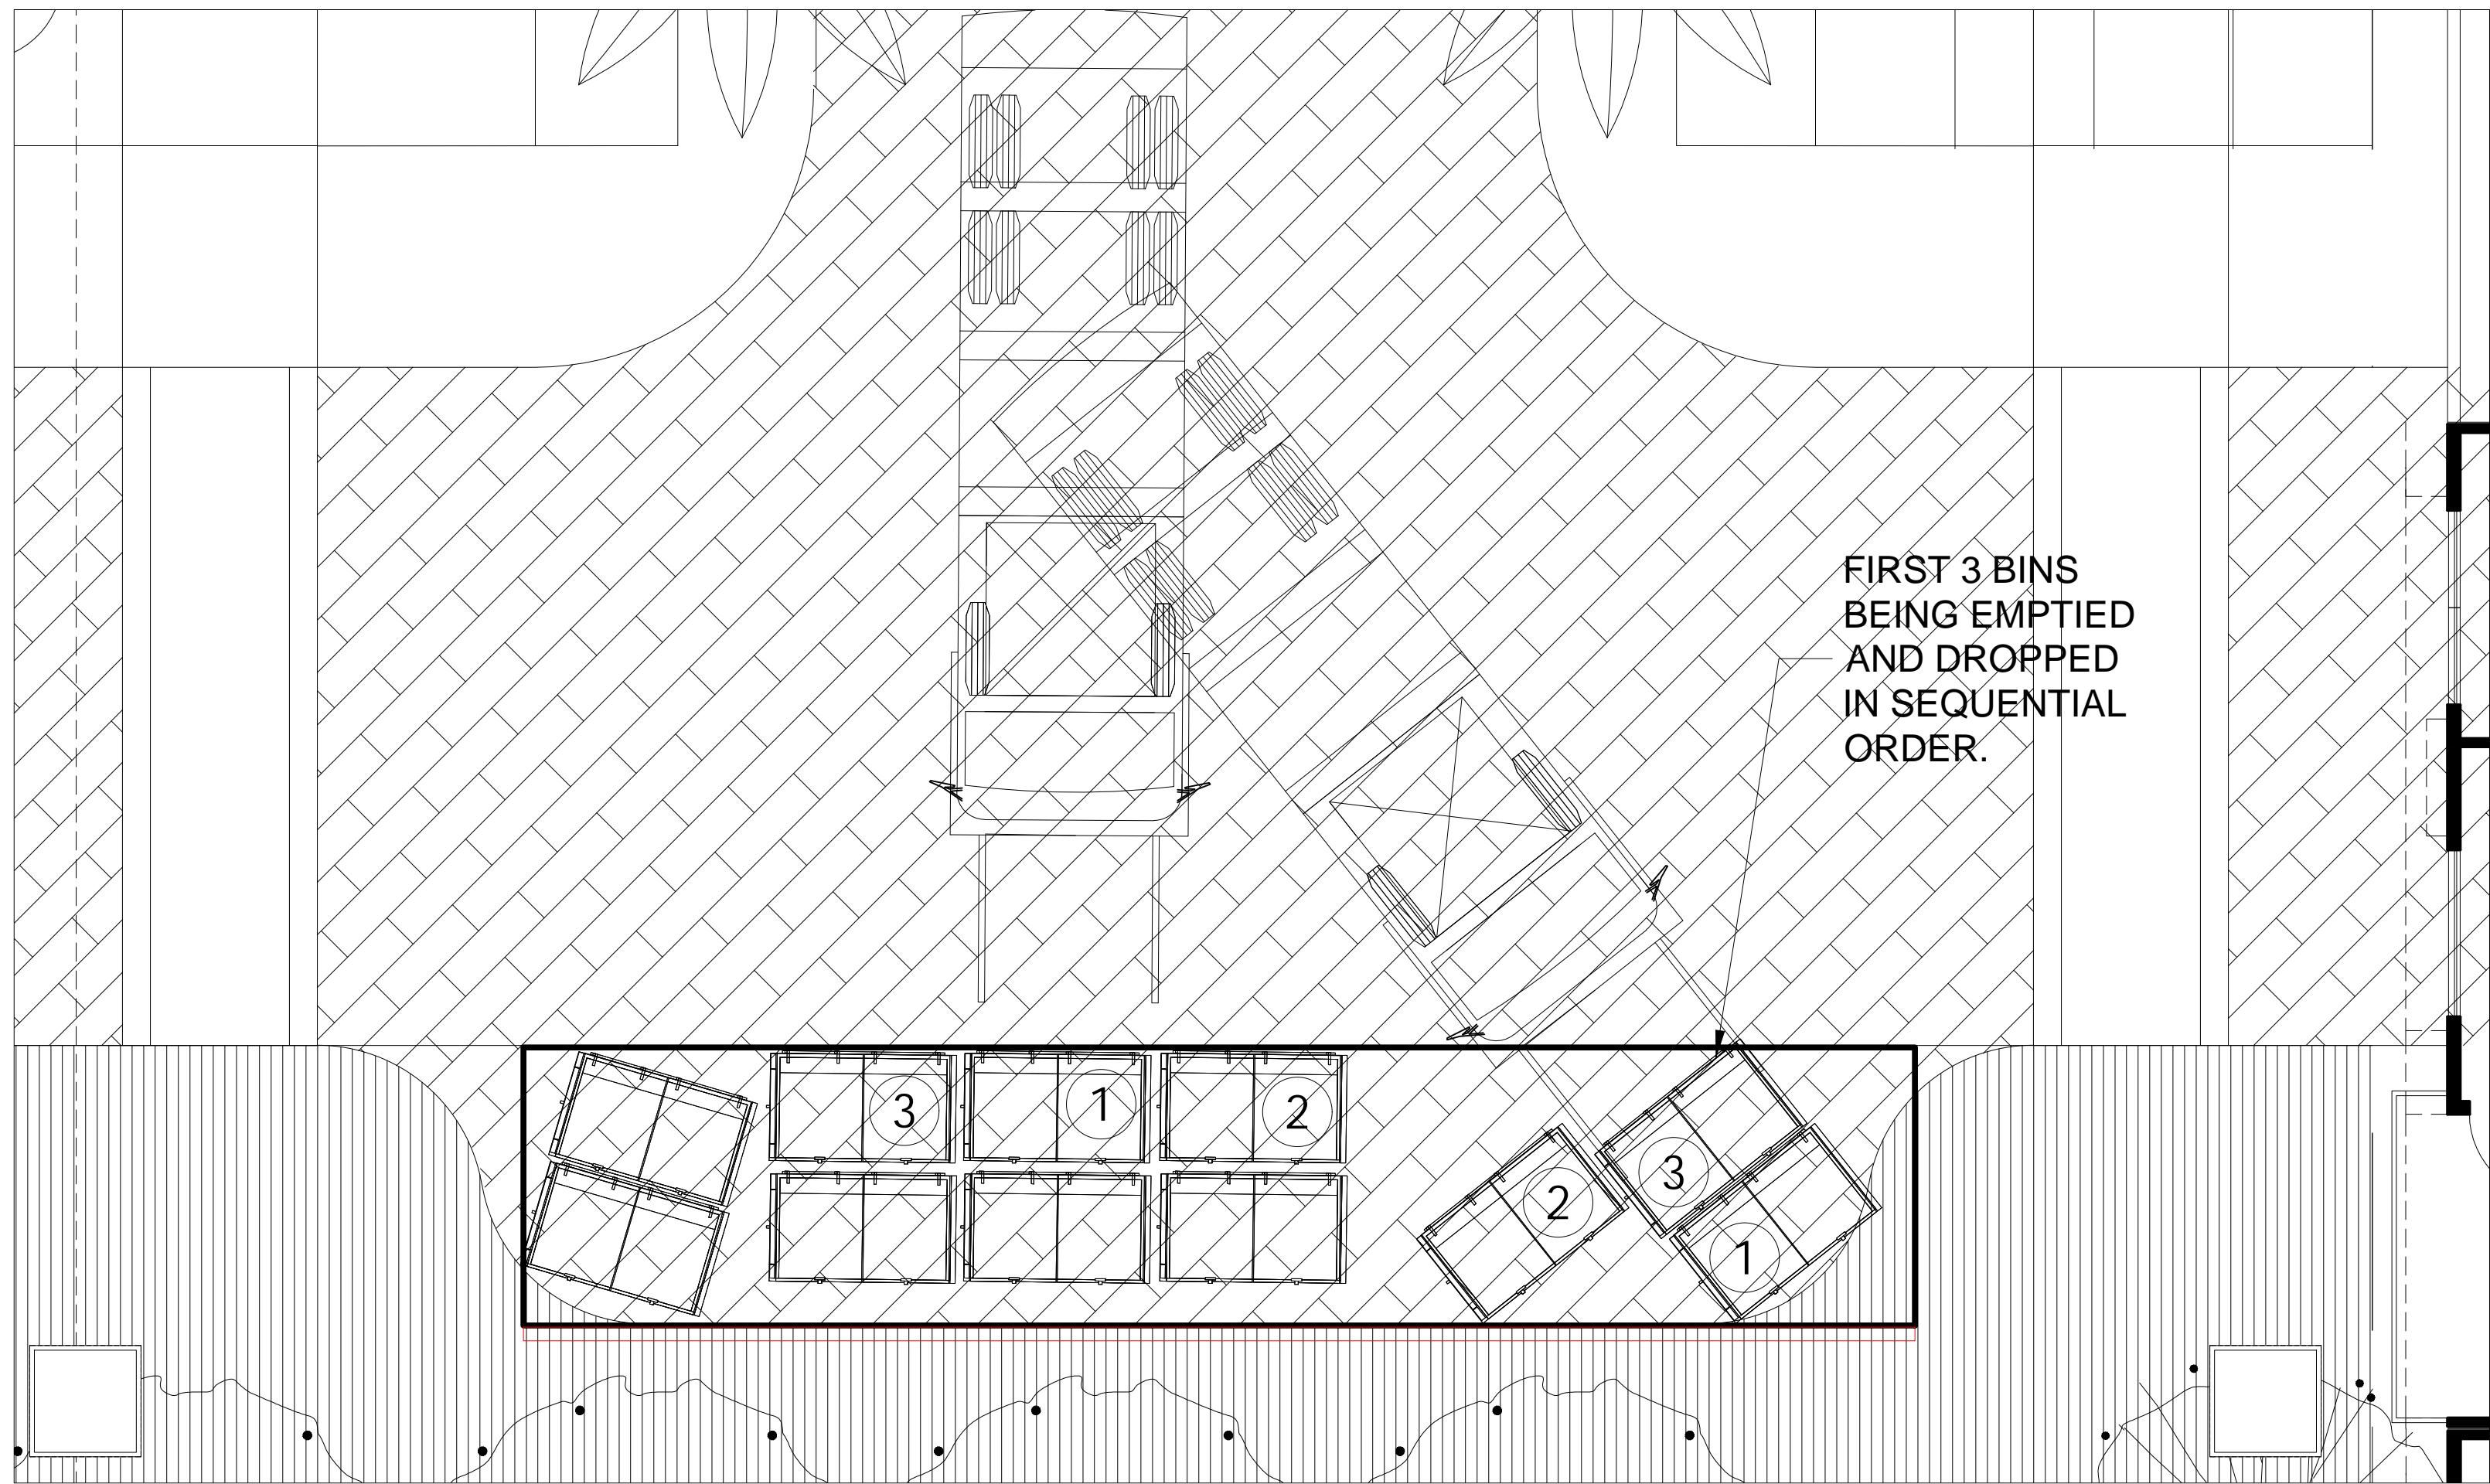 FIRST 3 BINS
BEING EMPTIED
AND DROPPED
IN SEQUENTIAL
ORDER.
3 1 2
2 3 1